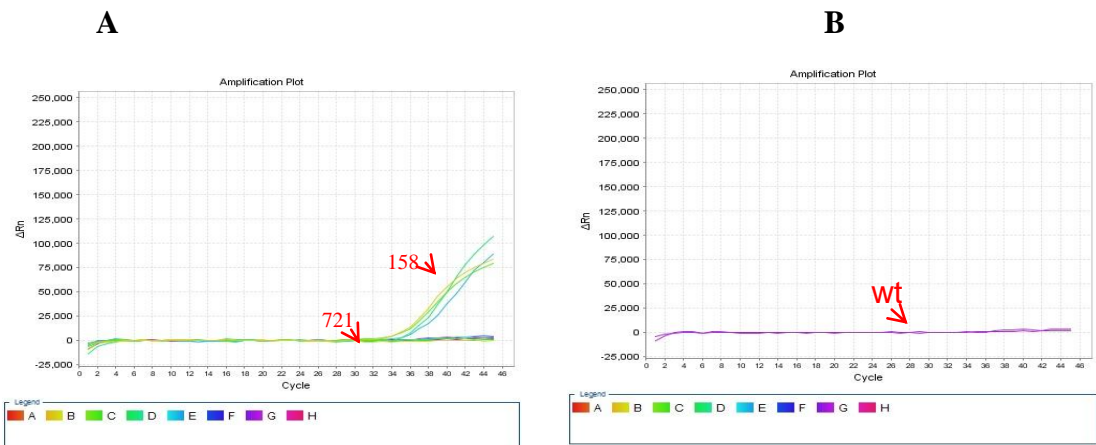 A
B
Amplification Plot
250,000
225,000
200,000
175,000
150,000
125,000
100,000
75,000
50,000
25,000
0
-25,000
ΔRn
158
721
0 2 4 6 8 10 12 14 16 18 20 22 24 26 28 30 32 34 36 38 40 42 44 46
Cycle
Legend
A B C D E F G H
Amplification Plot
250,000
225,000
200,000
175,000
150,000
125,000
100,000
75,000
50,000
25,000
0
-25,000
ΔRn
wt
0 2 4 6 8 10 12 14 16 18 20 22 24 26 28 30 32 34 36 38 40 42 44 46
Cycle
Legend
A B C D E F G H